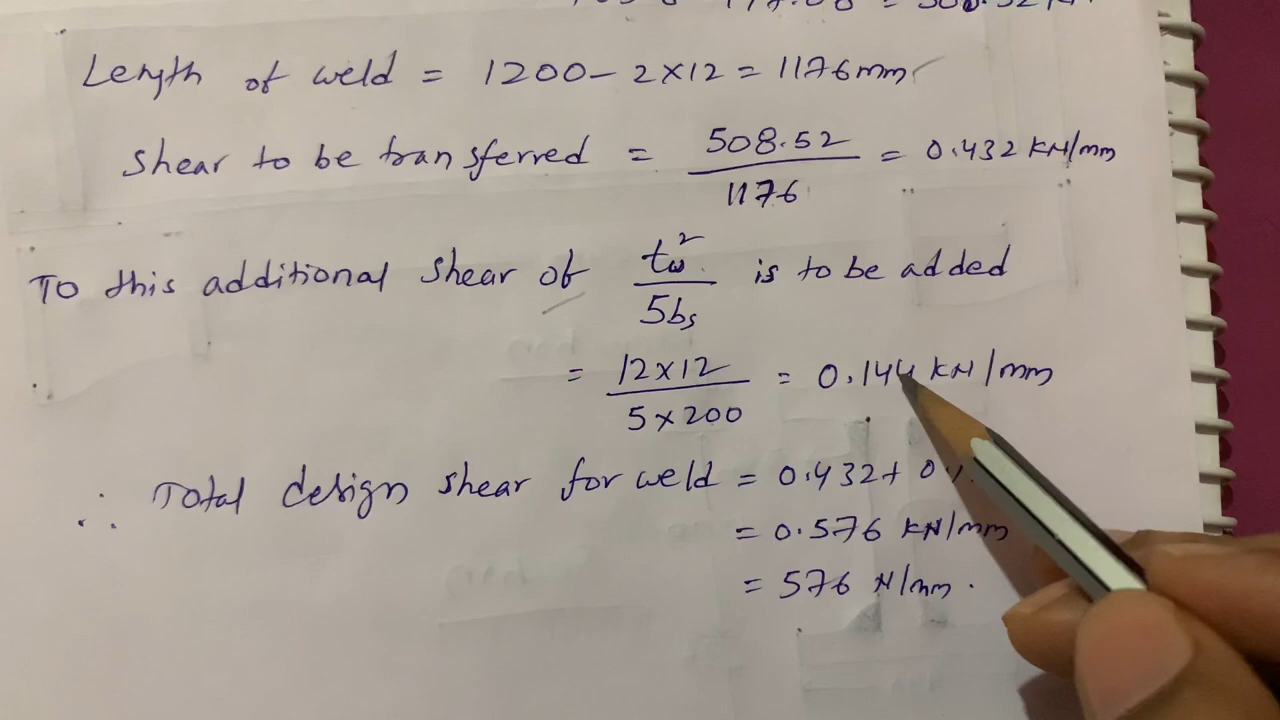 Length of weld = 1200 - 2×12 = 1176mm
Shear to be transferred = 508.52 / 1176 = 0.432 KN/mm
To this additional shear of tw² / 5bs is to be added
= 12×12 / 5×200 = 0.144 KN/mm
∴ Total design shear for weld = 0.432+ 0.1
= 0.576 KN/mm
= 576 N/mm.